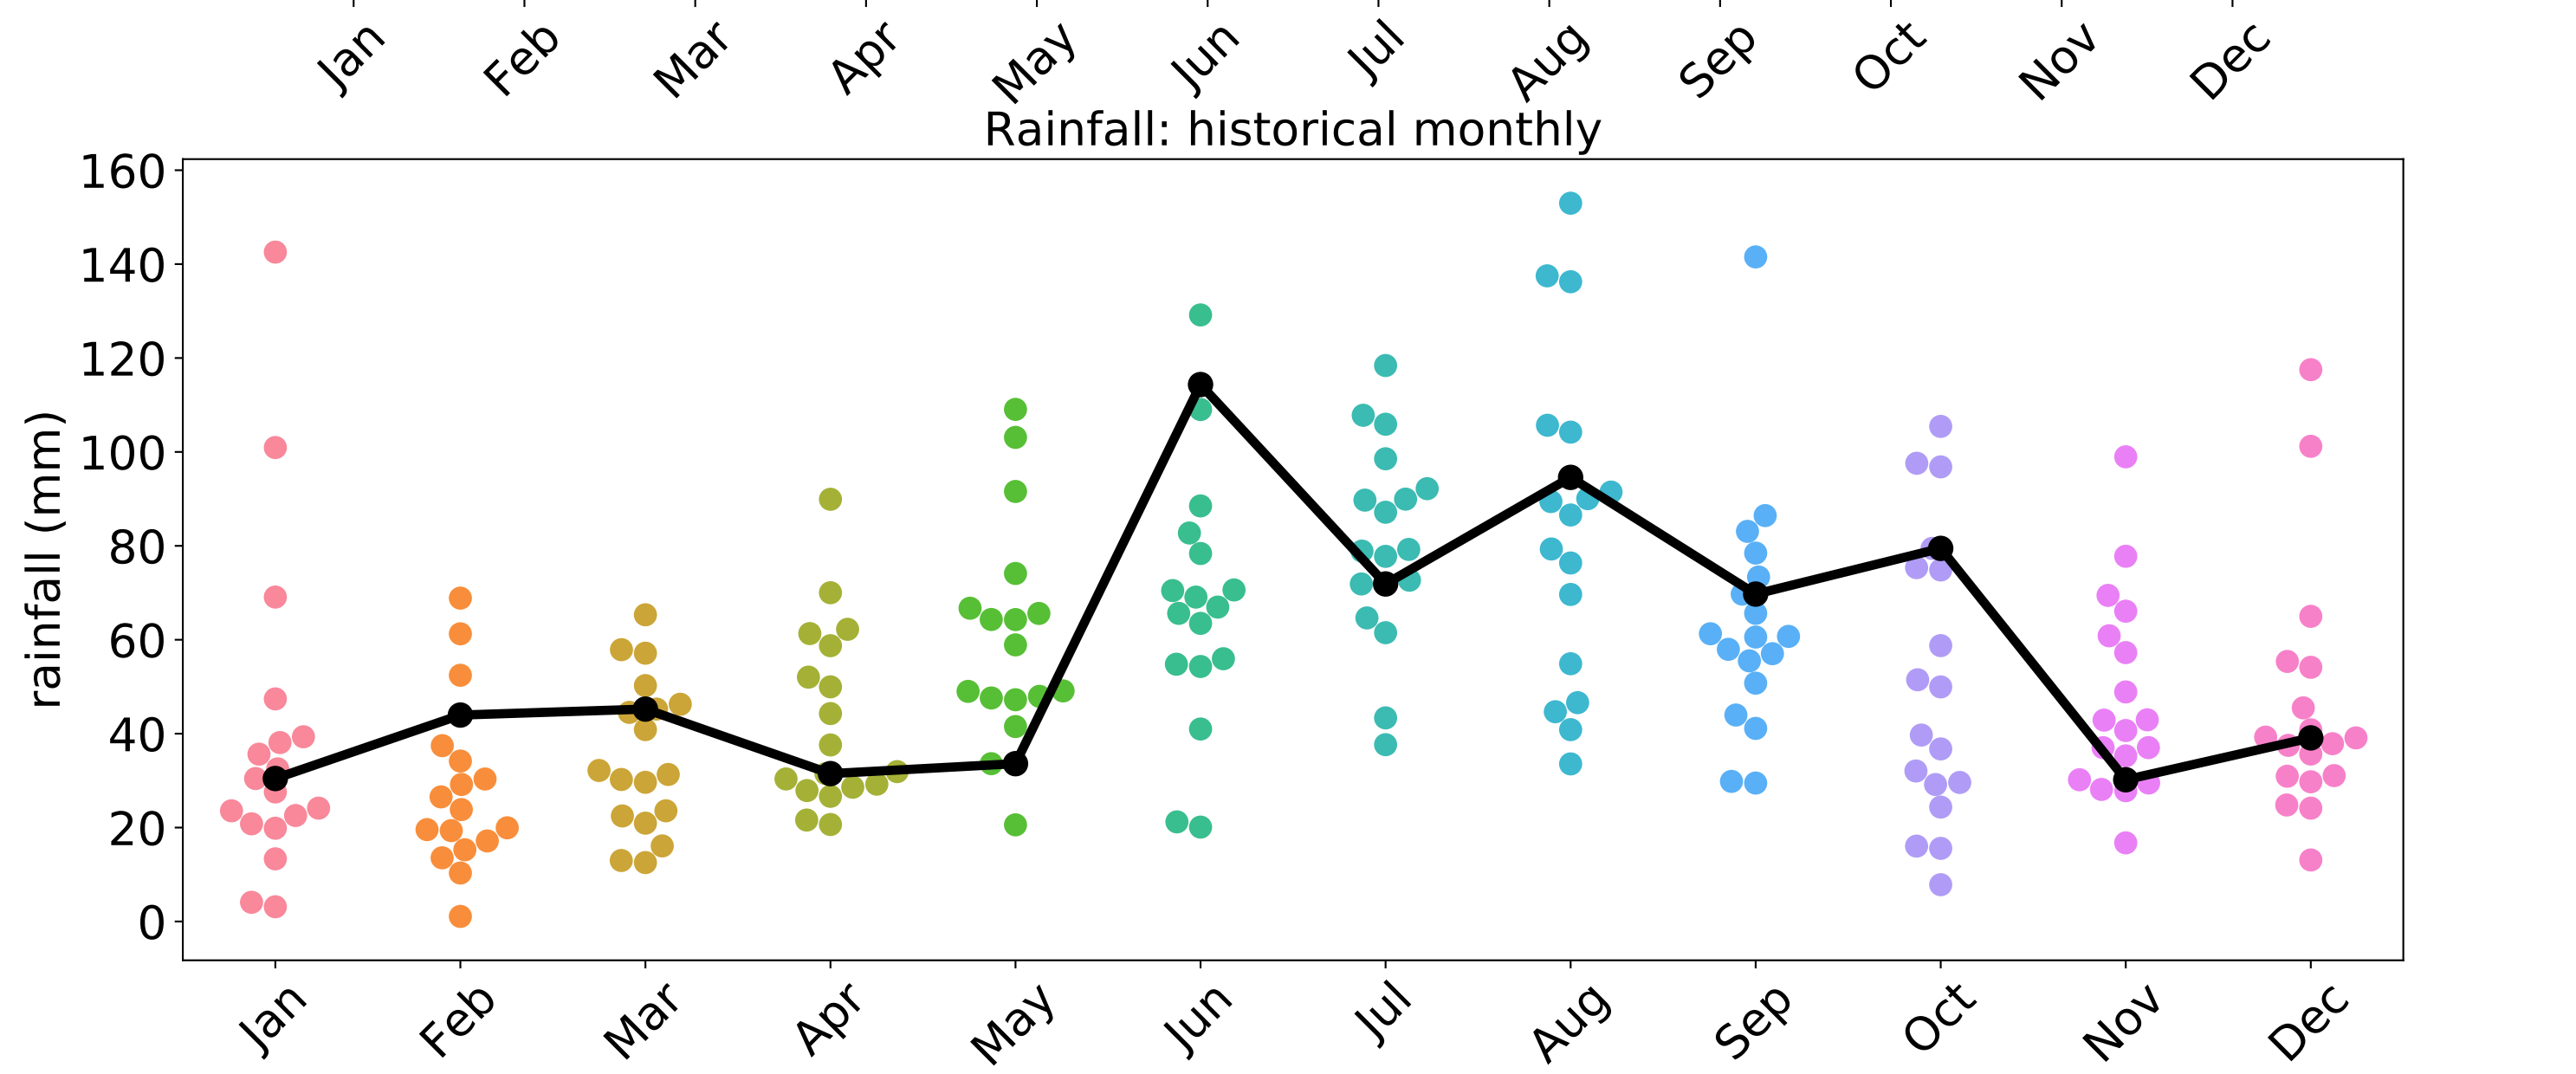 Jan Feb Mar Apr May Jun Jul Aug Sep Oct Nov Dec
Rainfall: historical monthly
160
140
120
100
80
60
40
20
0
rainfall (mm)
Jan Feb Mar Apr May Jun Jul Aug Sep Oct Nov Dec